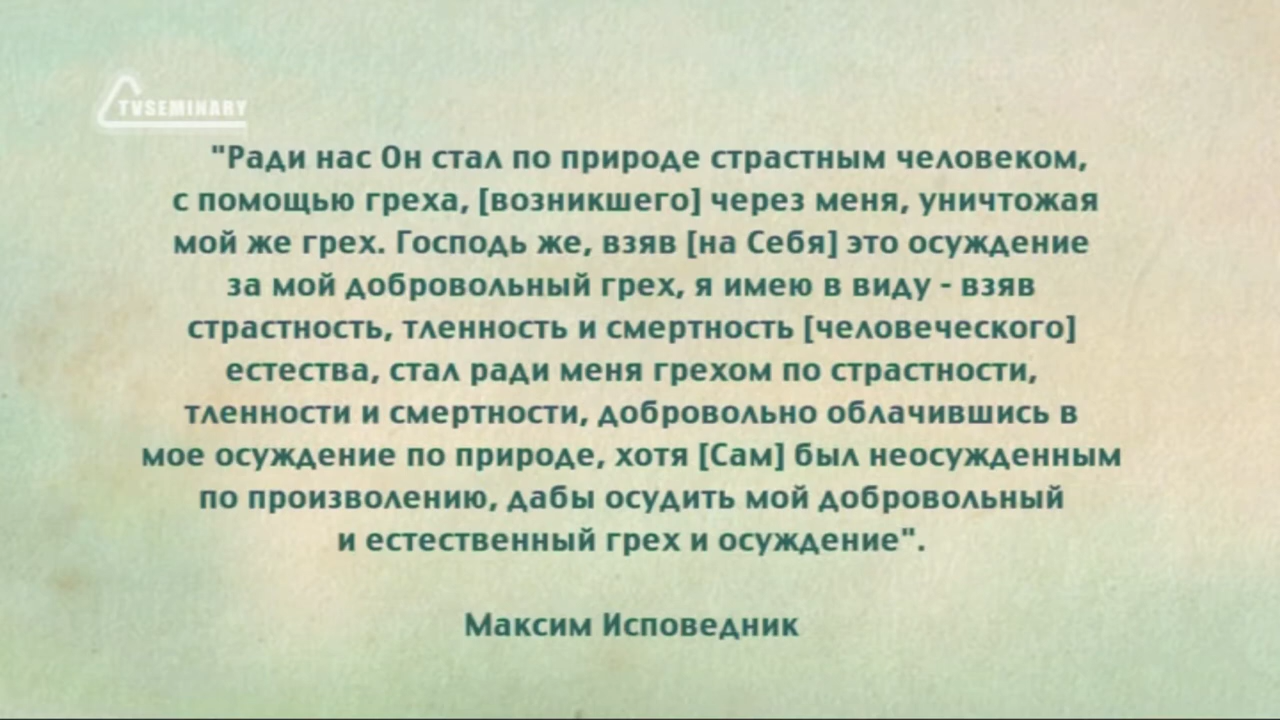 TVSEMINARY
"Ради нас Он стал по природе страстным человеком,
с помощью греха, [возникшего] через меня, уничтожая
мой же грех. Господь же, взяв [на Себя] это осуждение
за мой добровольный грех, я имею в виду - взяв
страстность, тленность и смертность [человеческого]
естества, стал ради меня грехом по страстности,
тленности и смертности, добровольно облачившись в
мое осуждение по природе, хотя [Сам] был неосужденным
по произволению, дабы осудить мой добровольный
и естественный грех и осуждение".
Максим Исповедник